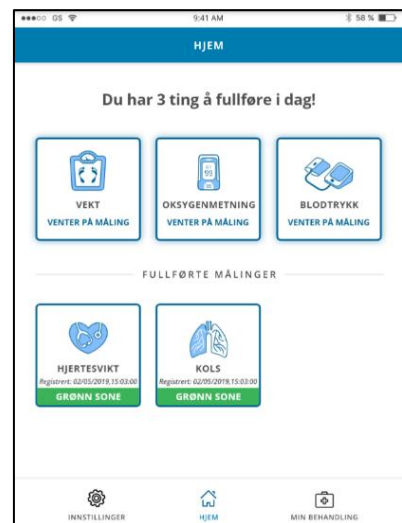 GS 9:41 AM 58 %
HJEM
Du har 3 ting å fullføre i dag!
VEKT
VENTER PÅ MÅLING
OKSYGENMETNING
VENTER PÅ MÅLING
BLODTRYKK
VENTER PÅ MÅLING
FULLFØRTE MÅLINGER
HJERTESVIKT
Registrert: 02/05/2019,15:03:00
GRØNN SONE
KOLS
Registrert: 02/05/2019,15:03:00
GRØNN SONE
INNSTILLINGER HJEM MIN BEHANDLING